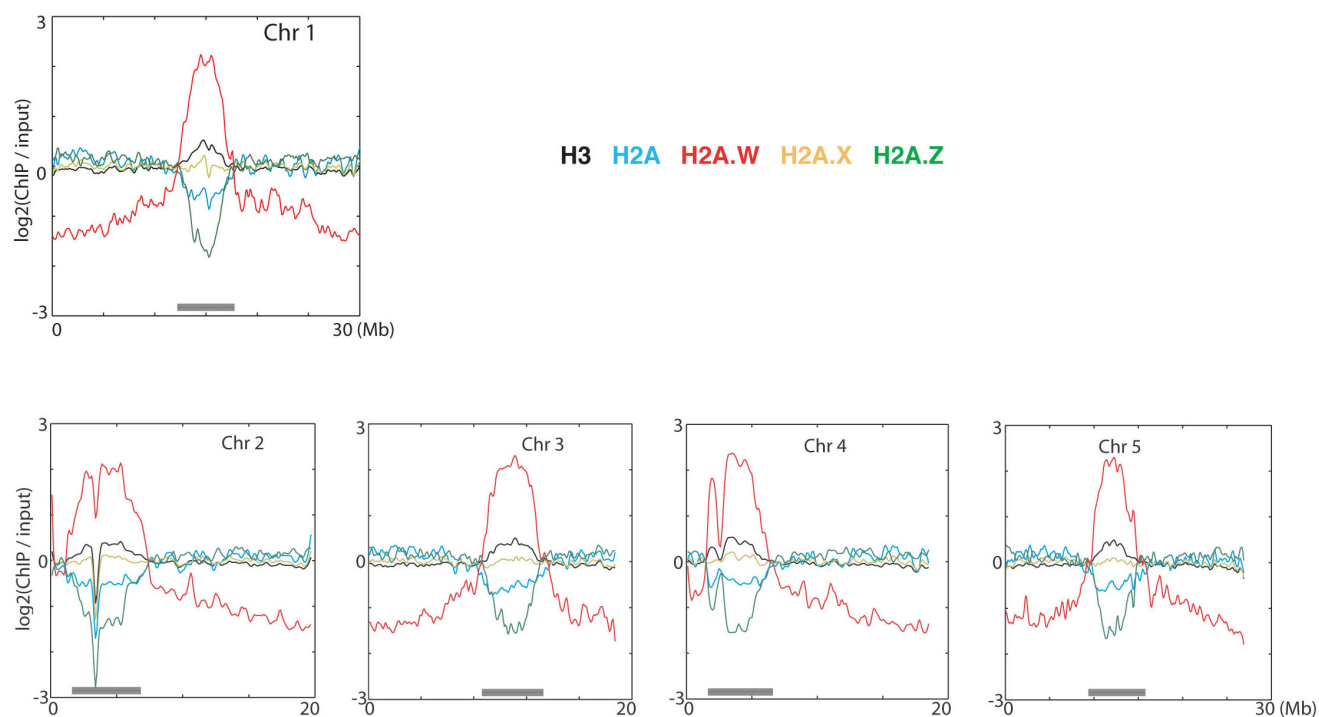 3
Chr 1
log2(ChIP / input)
0
-3
0 30 (Mb)
H3 H2A H2A.W H2A.X H2A.Z
3
Chr 2
log2(ChIP / input)
0
-3
0 20
3
Chr 3
0
-3
0 20
3
Chr 4
0
-3
0 20
3
Chr 5
0
-3
0 30 (Mb)